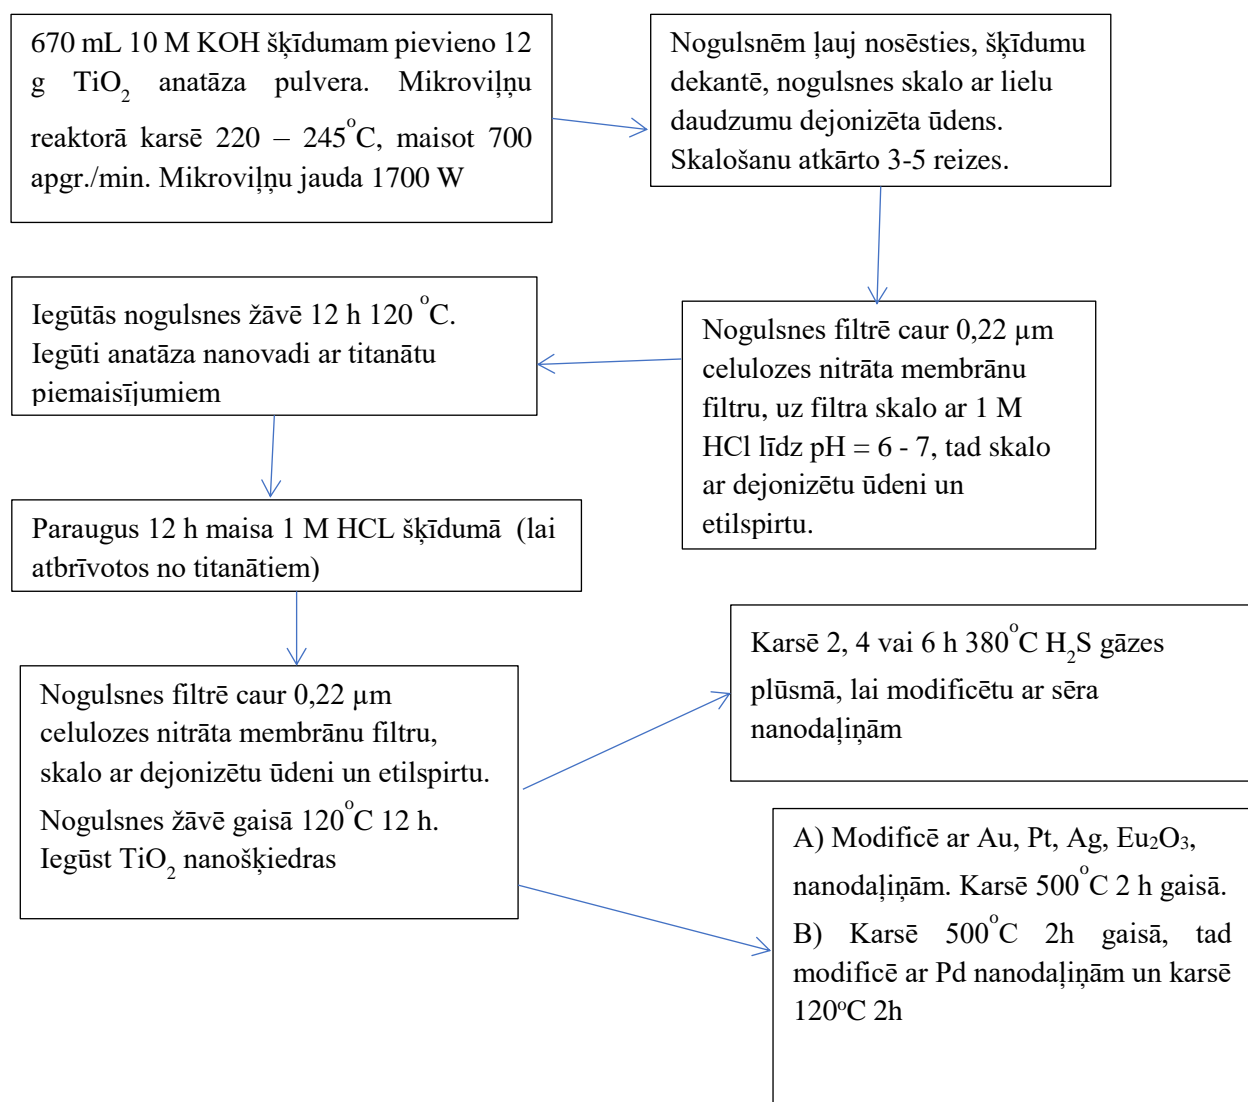 670 mL 10 M KOH šķīdumam pievieno 12
g TiO₂ anatāza pulvera. Mikroviļņu
reaktorā karsē 220 – 245°C, maisot 700
apgr./min. Mikroviļņu jauda 1700 W
Nogulsnēm ļauj nosēsties, šķīdumu
dekantē, nogulsnes skalo ar lielu
daudzumu dejonizēta ūdens.
Skalošanu atkārto 3-5 reizes.
Nogulsnes filtrē caur 0,22 µm
celulozes nitrāta membrānu
filtru, uz filtra skalo ar 1 M
HCl līdz pH = 6 - 7, tad skalo
ar dejonizētu ūdeni un
etilspirtu.
Iegūtās nogulsnes žāvē 12 h 120 °C.
Iegūti anatāza nanovadi ar titanātu
piemaisījumiem
Paraugus 12 h maisa 1 M HCL šķīdumā (lai
atbrīvotos no titanātiem)
Nogulsnes filtrē caur 0,22 µm
celulozes nitrāta membrānu filtru,
skalo ar dejonizētu ūdeni un etilspirtu.
Nogulsnes žāvē gaisā 120°C 12 h.
Iegūst TiO₂ nanošķiedras
Karsē 2, 4 vai 6 h 380°C H₂S gāzes
plūsmā, lai modificētu ar sēra
nanodaļiņām
A) Modificē ar Au, Pt, Ag, Eu₂O₃,
nanodaļiņām. Karsē 500°C 2 h gaisā.
B) Karsē 500°C 2h gaisā, tad
modificē ar Pd nanodaļiņām un karsē
120°C 2h